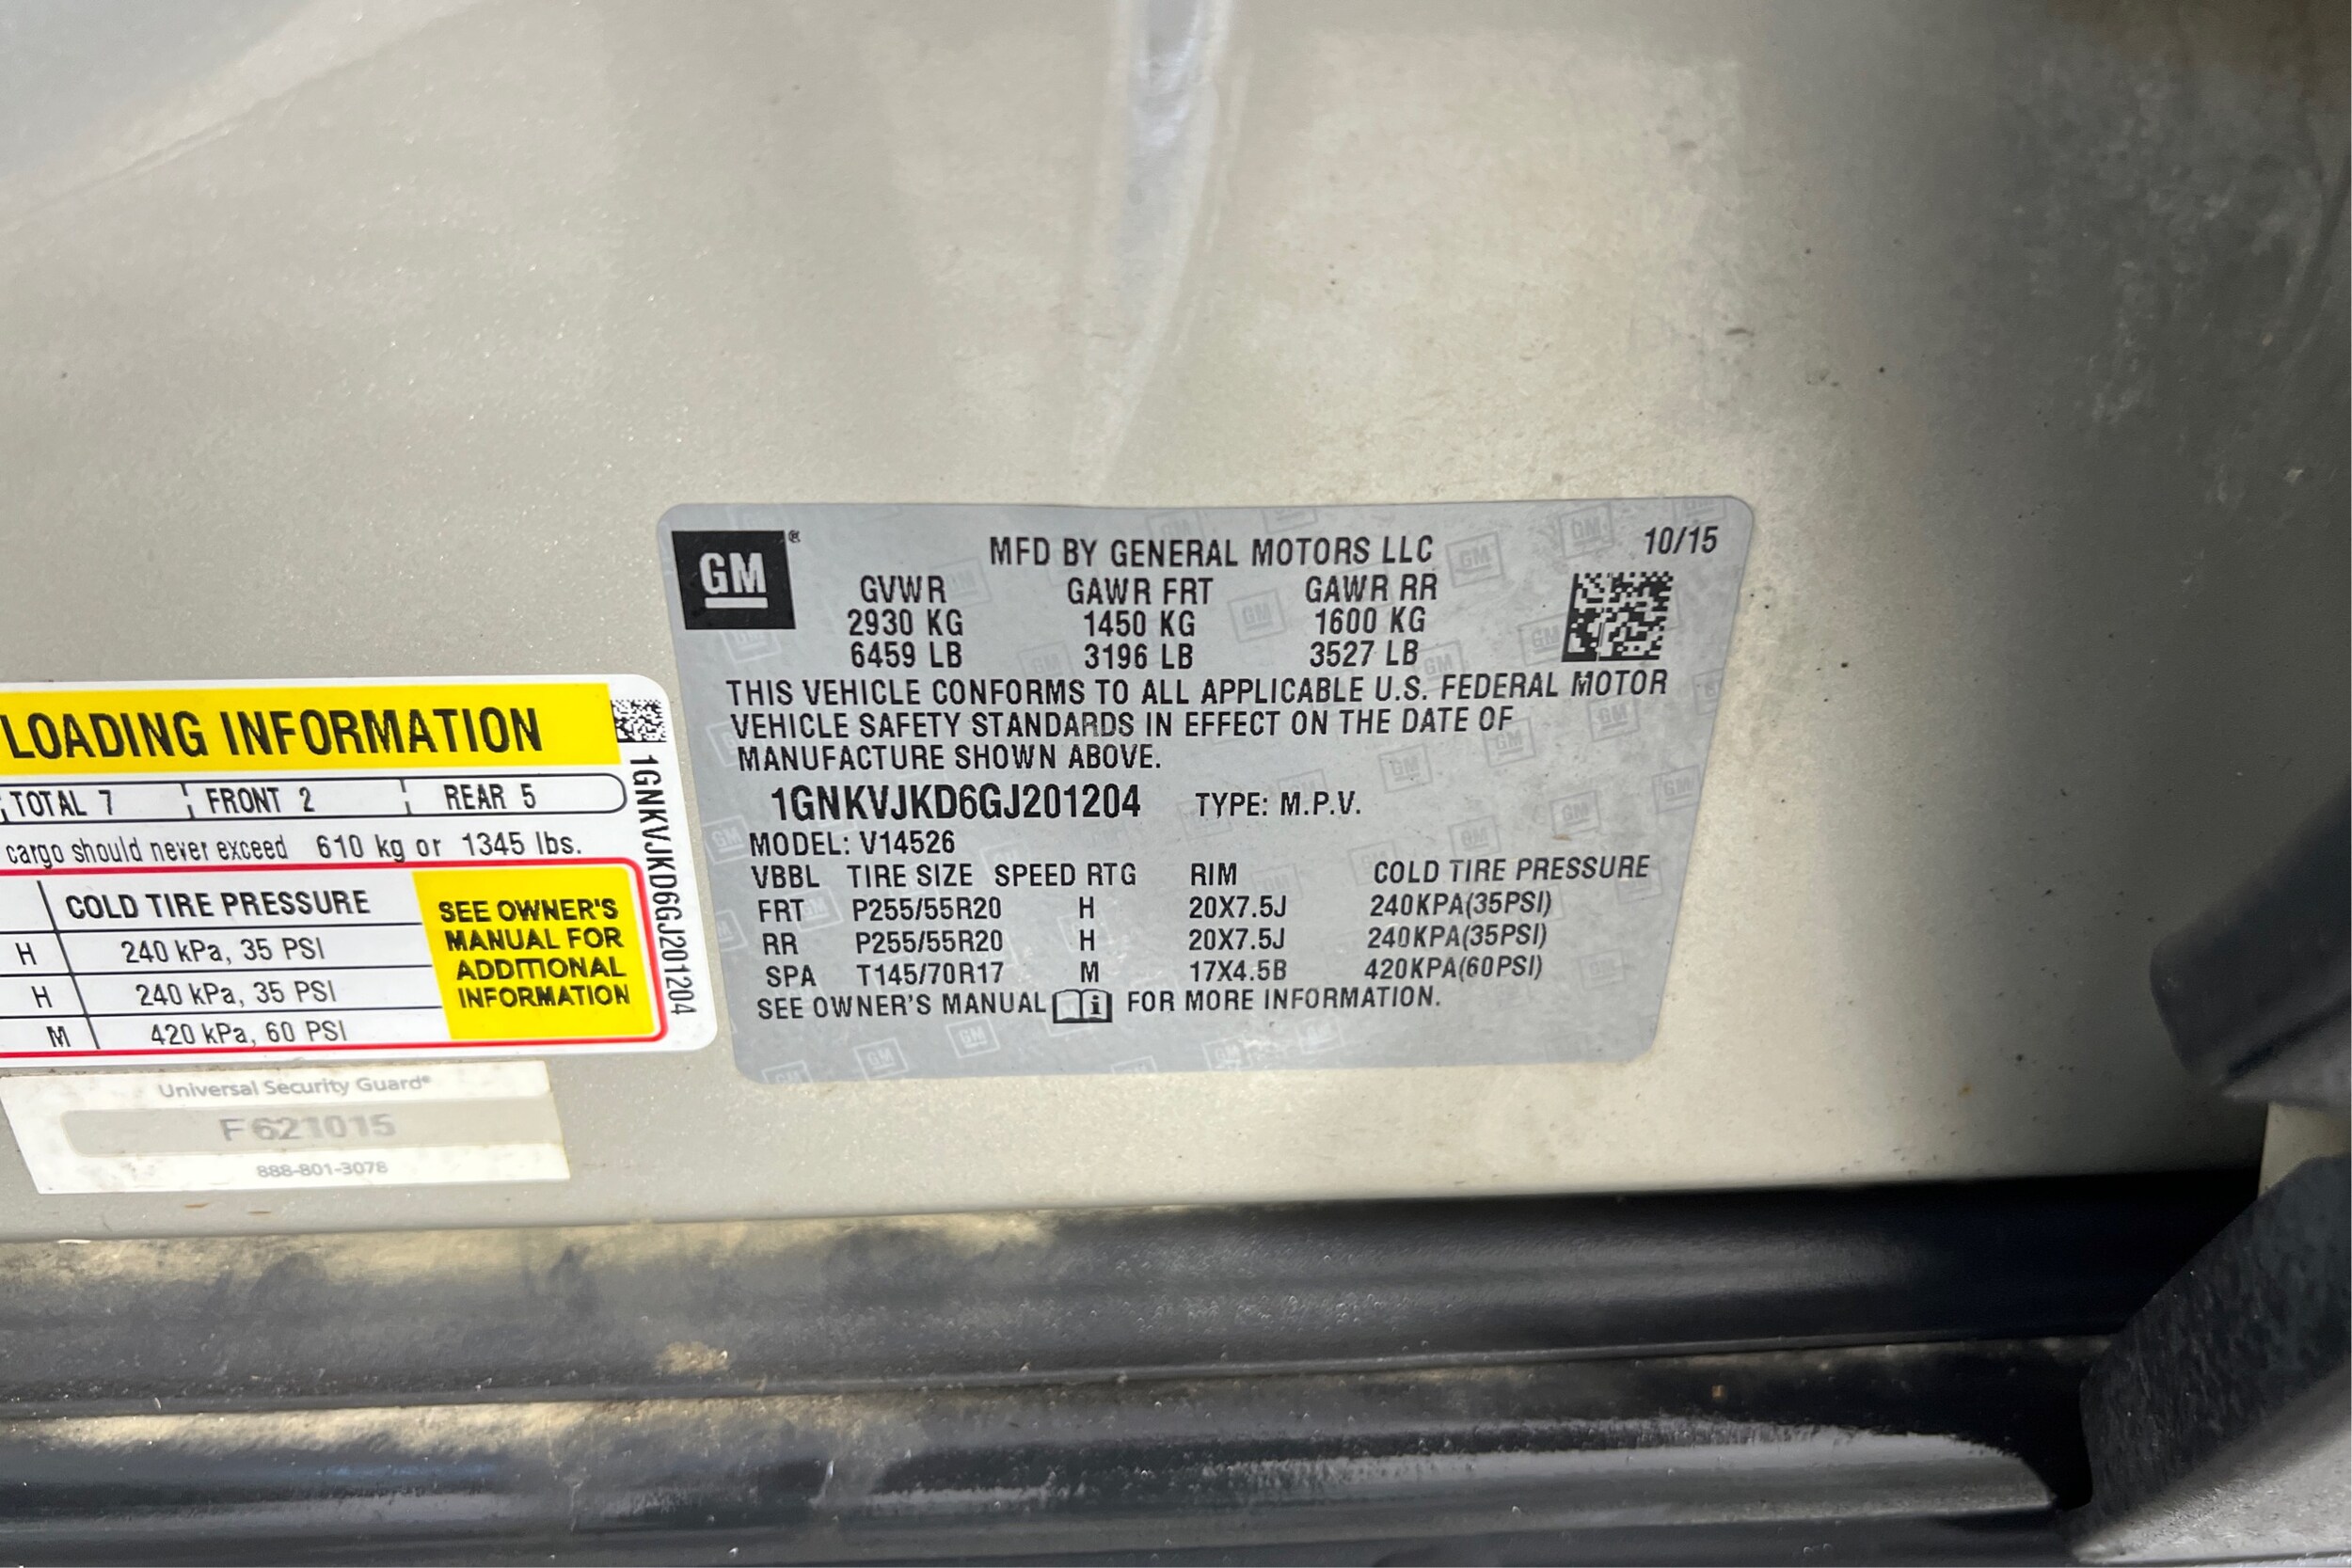 GM®
MFD BY GENERAL MOTORS LLC 10/15
GVWR GAWR FRT GAWR RR
2930 KG 1450 KG 1600 KG
6459 LB 3196 LB 3527 LB
THIS VEHICLE CONFORMS TO ALL APPLICABLE U.S. FEDERAL MOTOR
VEHICLE SAFETY STANDARDS IN EFFECT ON THE DATE OF
MANUFACTURE SHOWN ABOVE.
1GNKVJKD6GJ201204 TYPE: M.P.V.
MODEL: V14526
VBBL TIRE SIZE SPEED RTG RIM COLD TIRE PRESSURE
FRT P255/55R20 H 20X7.5J 240KPA(35PSI)
RR P255/55R20 H 20X7.5J 240KPA(35PSI)
SPA T145/70R17 M 17X4.5B 420KPA(60PSI)
SEE OWNER'S MANUAL i FOR MORE INFORMATION.
LOADING INFORMATION
TOTAL 7 FRONT 2 REAR 5
cargo should never exceed 610 kg or 1345 lbs.
COLD TIRE PRESSURE
H 240 kPa, 35 PSI
H 240 kPa, 35 PSI
M 420 kPa, 60 PSI
SEE OWNER'S
MANUAL FOR
ADDITIONAL
INFORMATION
1GNKVJKD6GJ201204
Universal Security Guard®
F621015
888-801-3078